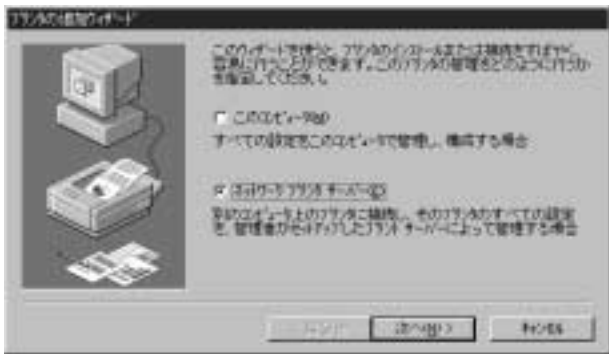 プリンタの追加ウィザード
このウィザードを使うと、プリンタのインストールまたは接続をすばやく、
容易に行うことができます。このプリンタの管理をどのように行うか
を指定してください。
このコンピュータ(M)
すべての設定をこのコンピュータで管理し、構成する場合
ネットワーク プリンタ サーバー(E)
別のコンピュータ上のプリンタに接続し、そのプリンタのすべての設定
を、管理者がセットアップしたプリント サーバーによって管理する場合
次へ(N) >
キャンセル